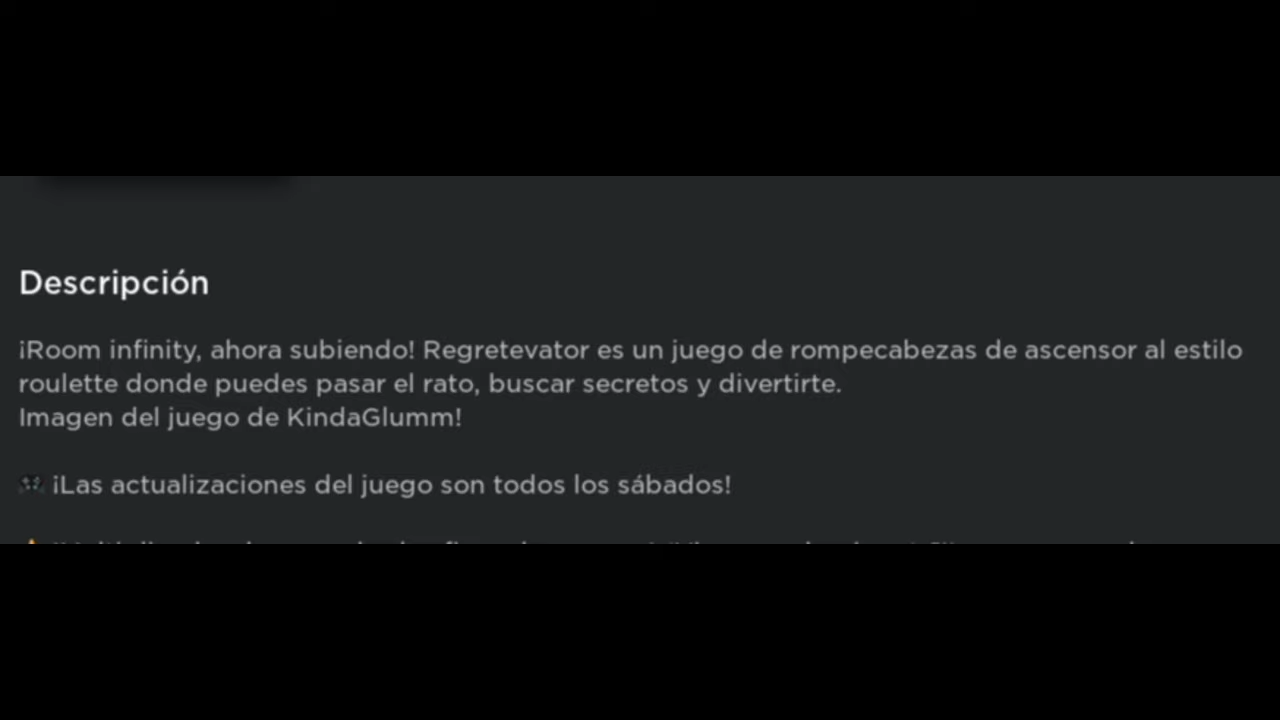 Descripción
¡Room infinity, ahora subiendo! Regretevator es un juego de rompecabezas de ascensor al estilo
roulette donde puedes pasar el rato, buscar secretos y divertirte.
Imagen del juego de KindaGlumm!
🎮 ¡Las actualizaciones del juego son todos los sábados!